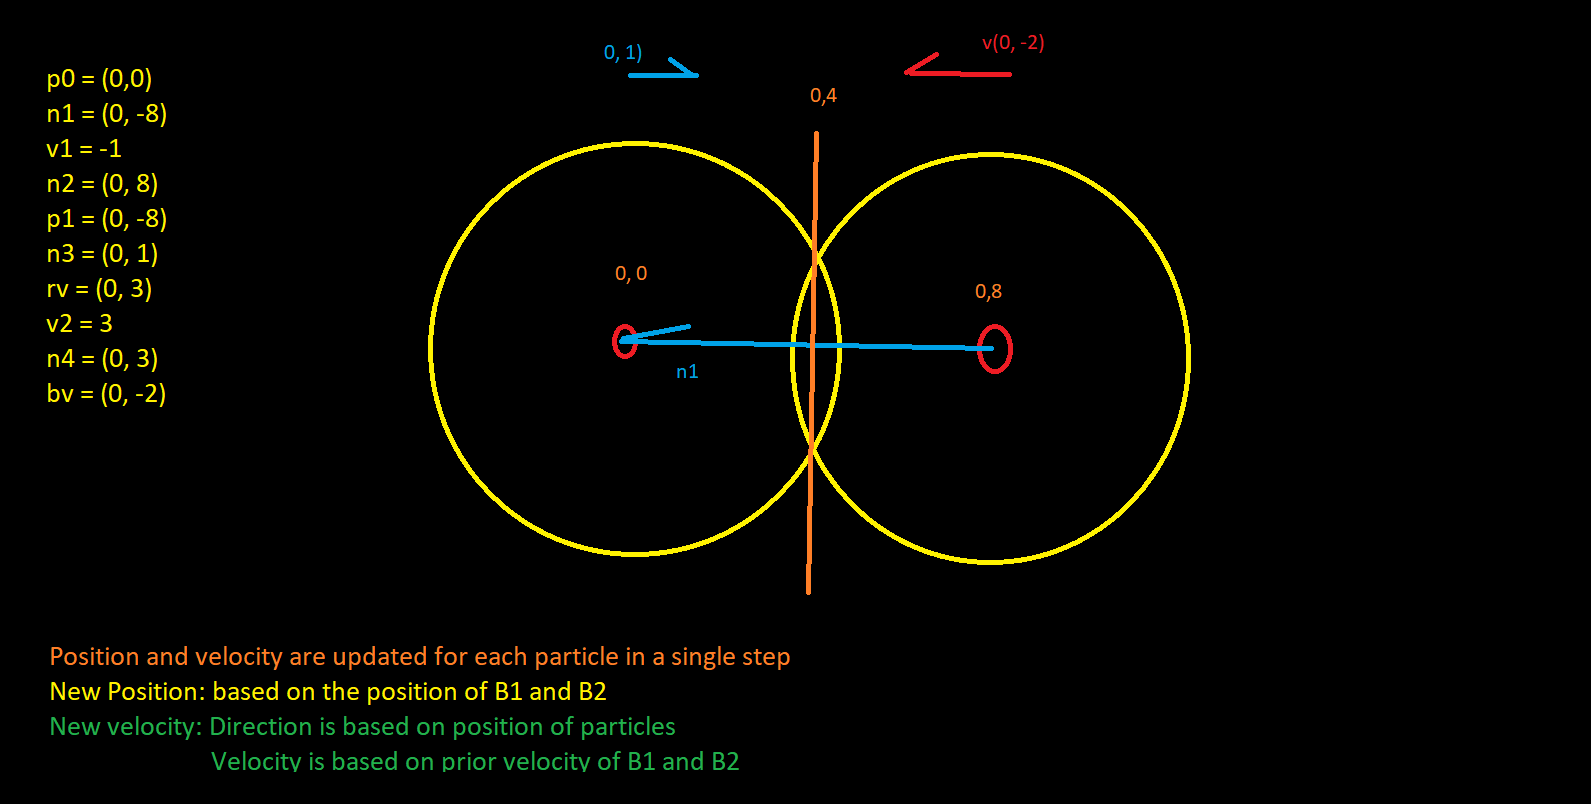 0, 1)
v(0, -2)
p0 = (0,0)
n1 = (0, -8)
v1 = -1
n2 = (0, 8)
p1 = (0, -8)
n3 = (0, 1)
rv = (0, 3)
v2 = 3
n4 = (0, 3)
bv = (0, -2)
0,4
0, 0
0,8
n1
Position and velocity are updated for each particle in a single step
New Position: based on the position of B1 and B2
New velocity: Direction is based on position of particles
Velocity is based on prior velocity of B1 and B2